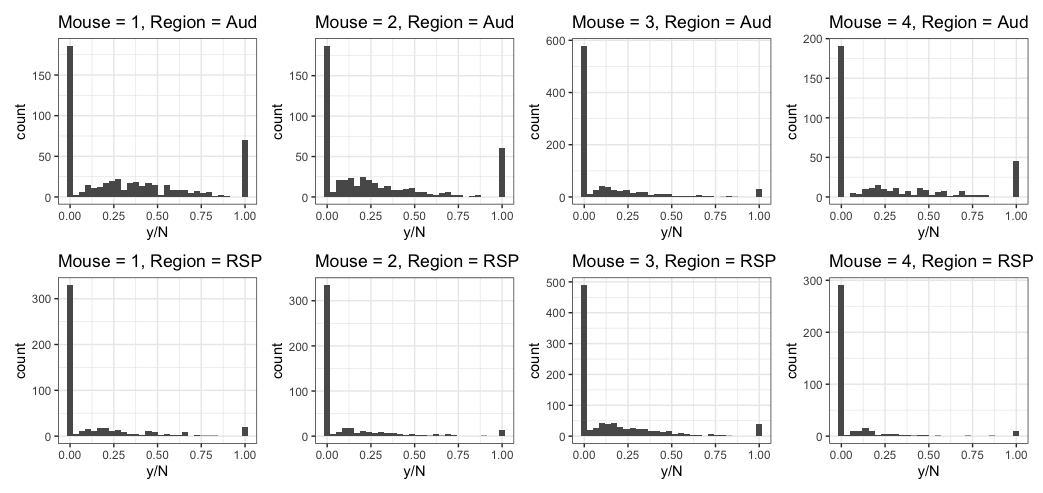 Mouse = 1, Region = Aud
150
100
50
0
count
0.00 0.25 0.50 0.75 1.00
y/N
Mouse = 2, Region = Aud
150
100
50
0
count
0.00 0.25 0.50 0.75 1.00
y/N
Mouse = 3, Region = Aud
600
400
200
0
count
0.00 0.25 0.50 0.75 1.00
y/N
Mouse = 4, Region = Aud
200
150
100
50
0
count
0.00 0.25 0.50 0.75 1.00
y/N
Mouse = 1, Region = RSP
300
200
100
0
count
0.00 0.25 0.50 0.75 1.00
y/N
Mouse = 2, Region = RSP
300
200
100
0
count
0.00 0.25 0.50 0.75 1.00
y/N
Mouse = 3, Region = RSP
500
400
300
200
100
0
count
0.00 0.25 0.50 0.75 1.00
y/N
Mouse = 4, Region = RSP
300
200
100
0
count
0.00 0.25 0.50 0.75 1.00
y/N